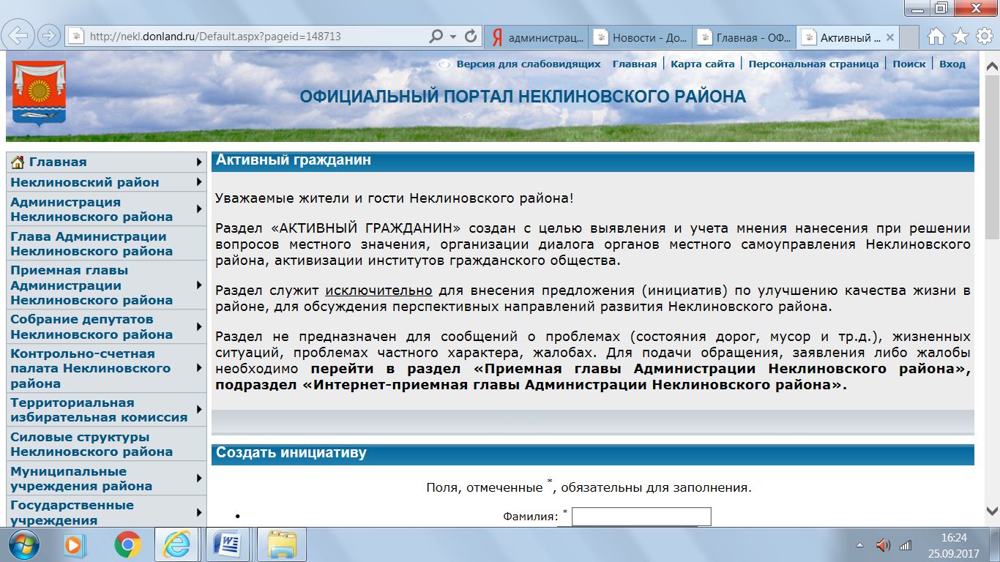 http://nekl.donland.ru/Default.aspx?pageid=148713
Я администрац...
Новости - До...
Главная - ОФ...
Активный ...
Версия для слабовидящих Главная Карта сайта Персональная страница Поиск Вход
ОФИЦИАЛЬНЫЙ ПОРТАЛ НЕКЛИНОВСКОГО РАЙОНА
Главная
Неклиновский район
Администрация
Неклиновского района
Глава Администрации
Неклиновского района
Приемная главы
Администрации
Неклиновского района
Собрание депутатов
Неклиновского района
Контрольно-счетная
палата Неклиновского
района
Территориальная
избирательная комиссия
Силовые структуры
Неклиновского района
Муниципальные
учреждения района
Государственные
учреждения
Активный гражданин
Уважаемые жители и гости Неклиновского района!
Раздел «АКТИВНЫЙ ГРАЖДАНИН» создан с целью выявления и учета мнения нанесения при решении
вопросов местного значения, организации диалога органов местного самоуправления Неклиновского
района, активизации институтов гражданского общества.
Раздел служит исключительно для внесения предложения (инициатив) по улучшению качества жизни в
районе, для обсуждения перспективных направлений развития Неклиновского района.
Раздел не предназначен для сообщений о проблемах (состояния дорог, мусор и тр.д.), жизненных
ситуаций, проблемах частного характера, жалобах. Для подачи обращения, заявления либо жалобы
необходимо перейти в раздел «Приемная главы Администрации Неклиновского района»,
подраздел «Интернет-приемная главы Администрации Неклиновского района».
Создать инициативу
Поля, отмеченные *, обязательны для заполнения.
• Фамилия: *
16:24
25.09.2017